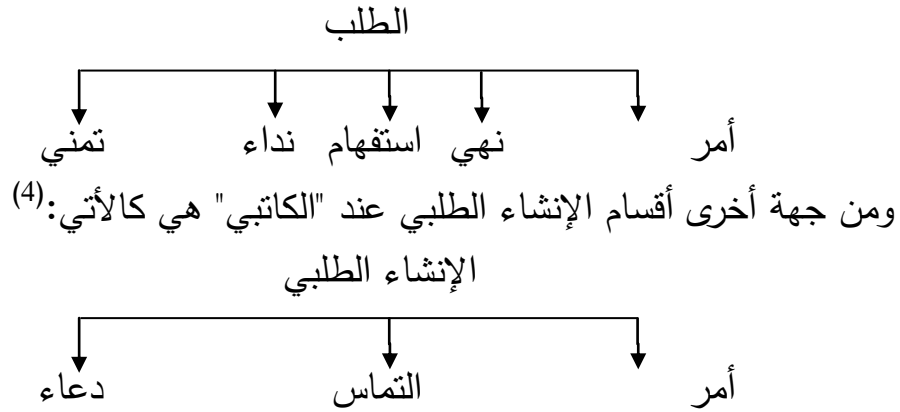 الطلب
أمر نهي استفهام نداء تمني
ومن جهة أخرى أقسام الإنشاء الطلبي عند "الكاتبي" هي كالأتي:(4)
الإنشاء الطلبي
أمر التماس دعاء